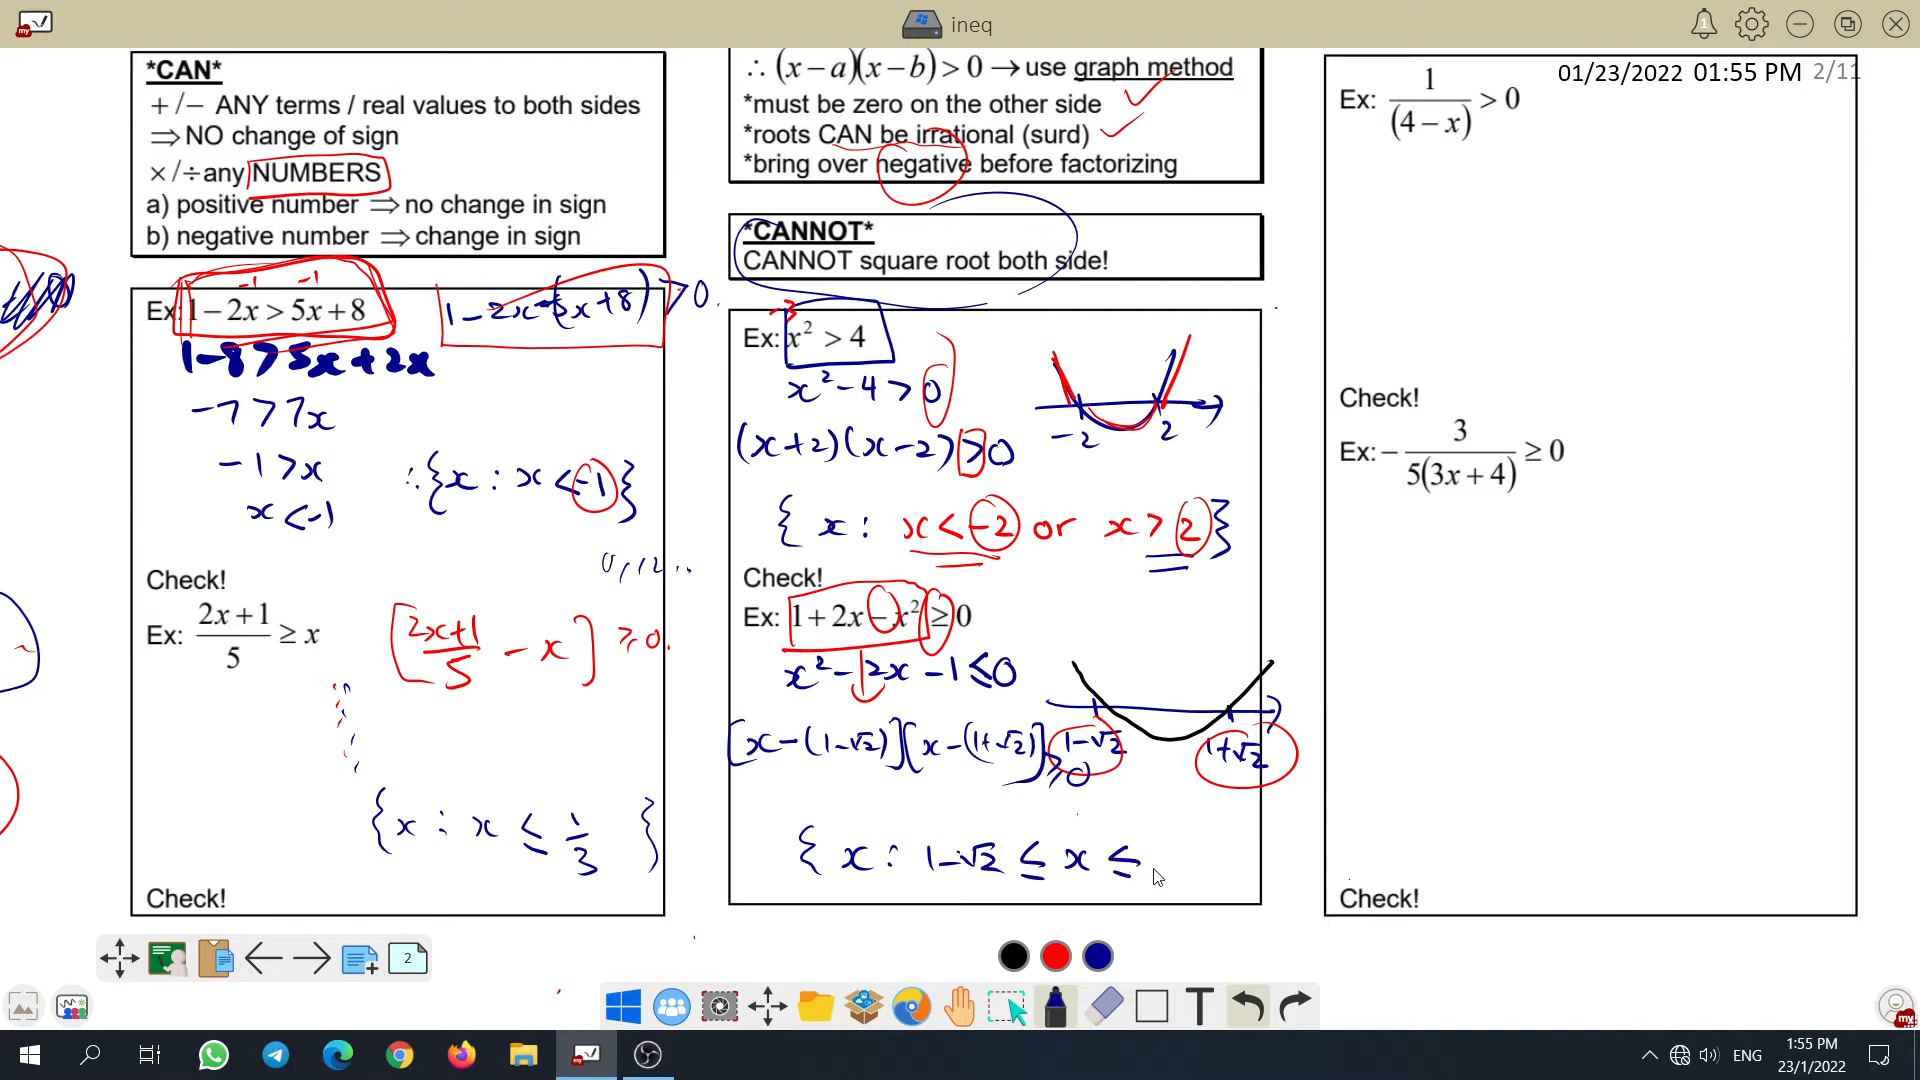 ineq
*CAN*
+/− ANY terms / real values to both sides
⇒ NO change of sign
×/÷ any NUMBERS
a) positive number ⇒ no change in sign
b) negative number ⇒ change in sign
-1 -1
Ex: 1 − 2x > 5x + 8
1-2x-(5x+8) > 0.
1-8 > 5x+2x
-7 > 7x
-1 > x
x < -1
∴ {x : x < -1}
Check!
Ex: (2x+1)/5 ≥ x
[(2x+1)/5 - x] ≥ 0.
{x : x ≤ 1/3 }
Check!
∴ (x−a)(x−b) > 0 → use graph method
*must be zero on the other side
*roots CAN be irrational (surd)
*bring over negative before factorizing
*CANNOT*
CANNOT square root both side!
-3
Ex: x² > 4
x² - 4 > 0
(x+2)(x-2) > 0
-2 2
{ x : x < -2 or x > 2 }
Check!
Ex: 1 + 2x − x² ≥ 0
x² - 2x - 1 ≤ 0
[x-(1-√2)][x-(1+√2)] ≥ 0
1-√2 1+√2
{ x : 1-√2 ≤ x ≤
01/23/2022 01:55 PM 2/11
Ex: 1/(4 − x) > 0
Check!
Ex: − 3/(5(3x + 4)) ≥ 0
Check!
2
T
ENG
1:55 PM
23/1/2022